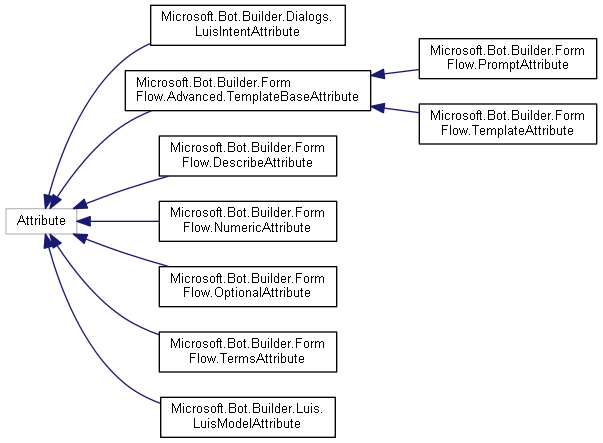 Microsoft.Bot.Builder.Dialogs.
LuisIntentAttribute
Microsoft.Bot.Builder.Form
Flow.Advanced.TemplateBaseAttribute
Microsoft.Bot.Builder.Form
Flow.PromptAttribute
Microsoft.Bot.Builder.Form
Flow.TemplateAttribute
Microsoft.Bot.Builder.Form
Flow.DescribeAttribute
Attribute
Microsoft.Bot.Builder.Form
Flow.NumericAttribute
Microsoft.Bot.Builder.Form
Flow.OptionalAttribute
Microsoft.Bot.Builder.Form
Flow.TermsAttribute
Microsoft.Bot.Builder.Luis.
LuisModelAttribute